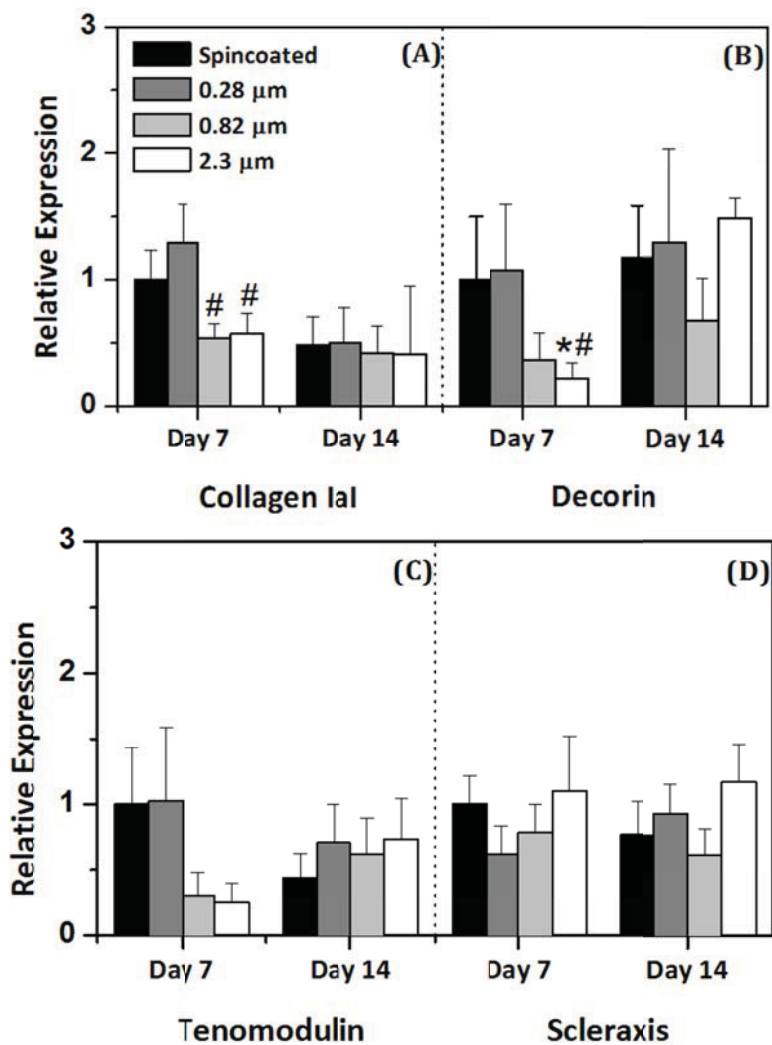 3
Spincoated
(A)
(B)
0.28 μm
0.82 μm
2
2.3 μm
Relative Expression
1
# #
*#
0
Day 7 Day 14 Day 7 Day 14
Collagen IaI Decorin
3
(C) (D)
2
Relative Expression
1
0
Day 7 Day 14 Day 7 Day 14
Tenomodulin Scleraxis